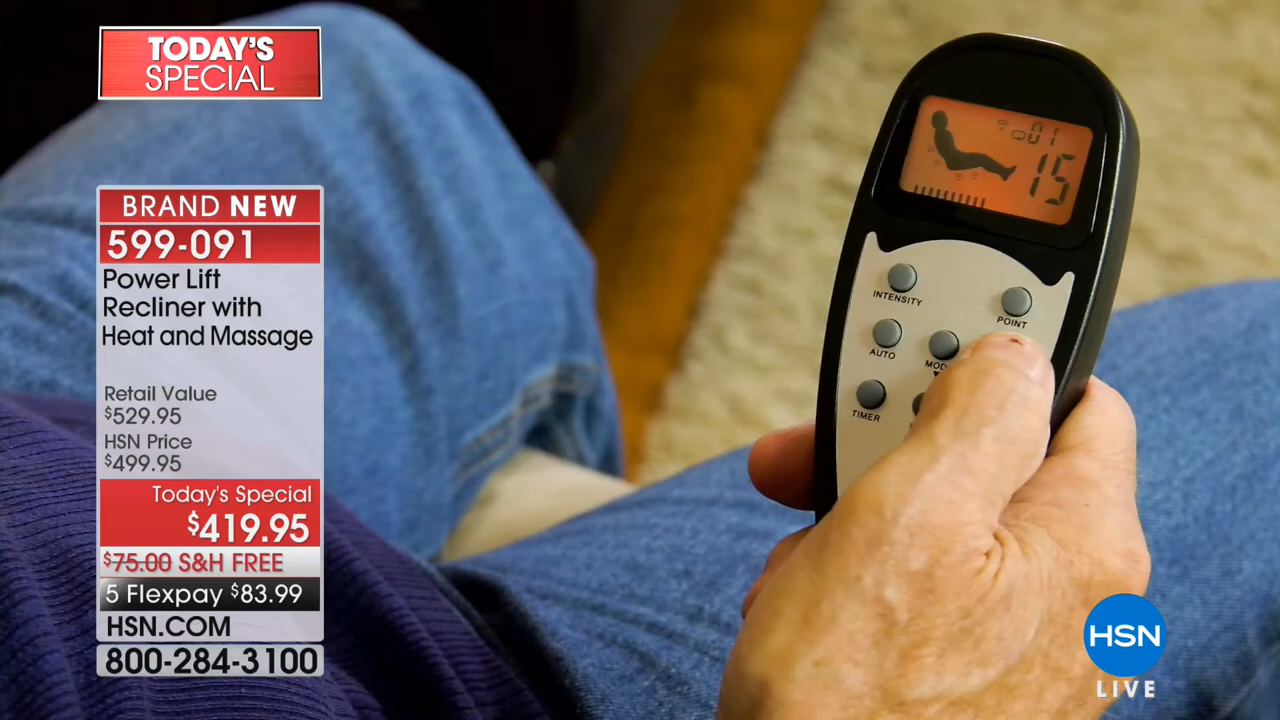 TODAY'S
SPECIAL
BRAND NEW
599-091
Power Lift
Recliner with
Heat and Massage
Retail Value
$529.95
HSN Price
$499.95
Today's Special
$419.95
$75.00 S&H FREE
5 Flexpay $83.99
HSN.COM
800-284-3100
01
15
INTENSITY
POINT
AUTO
TIMER
HSN
LIVE